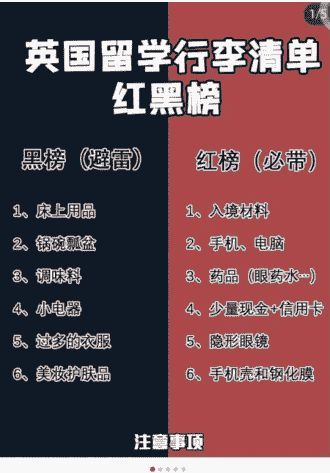 1/5
英国留学行李清单
红黑榜
黑榜（避雷）
1、床上用品
2、锅碗瓢盆
3、调味料
4、小电器
5、过多的衣服
6、美妆护肤品
红榜（必带）
1、入境材料
2、手机、电脑
3、药品（眼药水…）
4、少量现金+信用卡
5、隐形眼镜
6、手机壳和钢化膜
注意事项